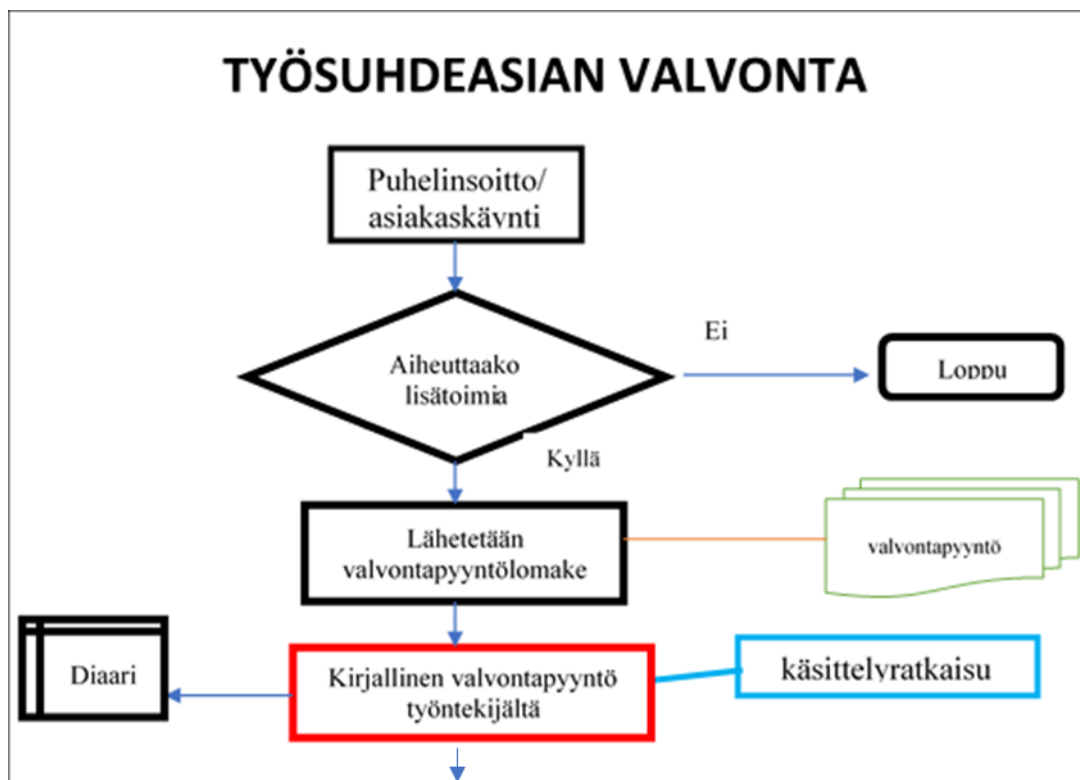 TYÖSUHDEASIAN VALVONTA
Puhelinsoitto/
asiakaskäynti
Aiheuttaako
lisätoimia
Ei
Loppu
Kyllä
Lähetetään
valvontapyyntölomake
valvontapyyntö
Diaari
Kirjallinen valvontapyyntö
työntekijältä
käsittelyratkaisu